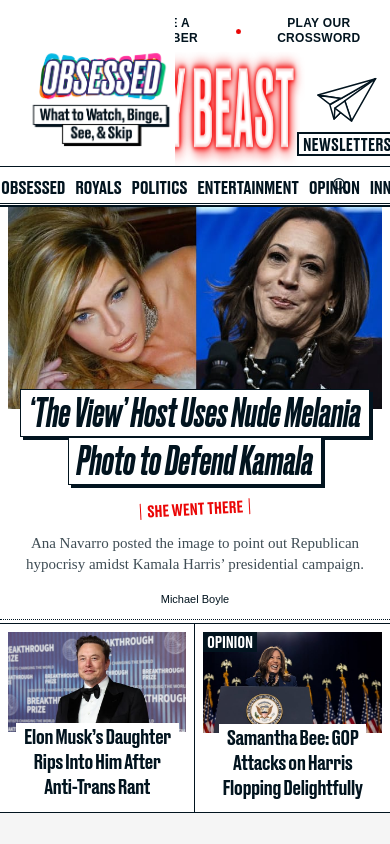 E A
PLAY OUR
BER
CROSSWORD
OBSESSED
What to Watch, Binge,
See, & Skip
Y BEAST
NEWSLETTERS
OBSESSED ROYALS POLITICS ENTERTAINMENT OPINION INN
‘The View’ Host Uses Nude Melania
Photo to Defend Kamala
SHE WENT THERE
Ana Navarro posted the image to point out Republican
hypocrisy amidst Kamala Harris’ presidential campaign.
Michael Boyle
BREAKTHROUGH
PRIZE
OPINION
Elon Musk’s Daughter
Rips Into Him After
Anti-Trans Rant
Samantha Bee: GOP
Attacks on Harris
Flopping Delightfully